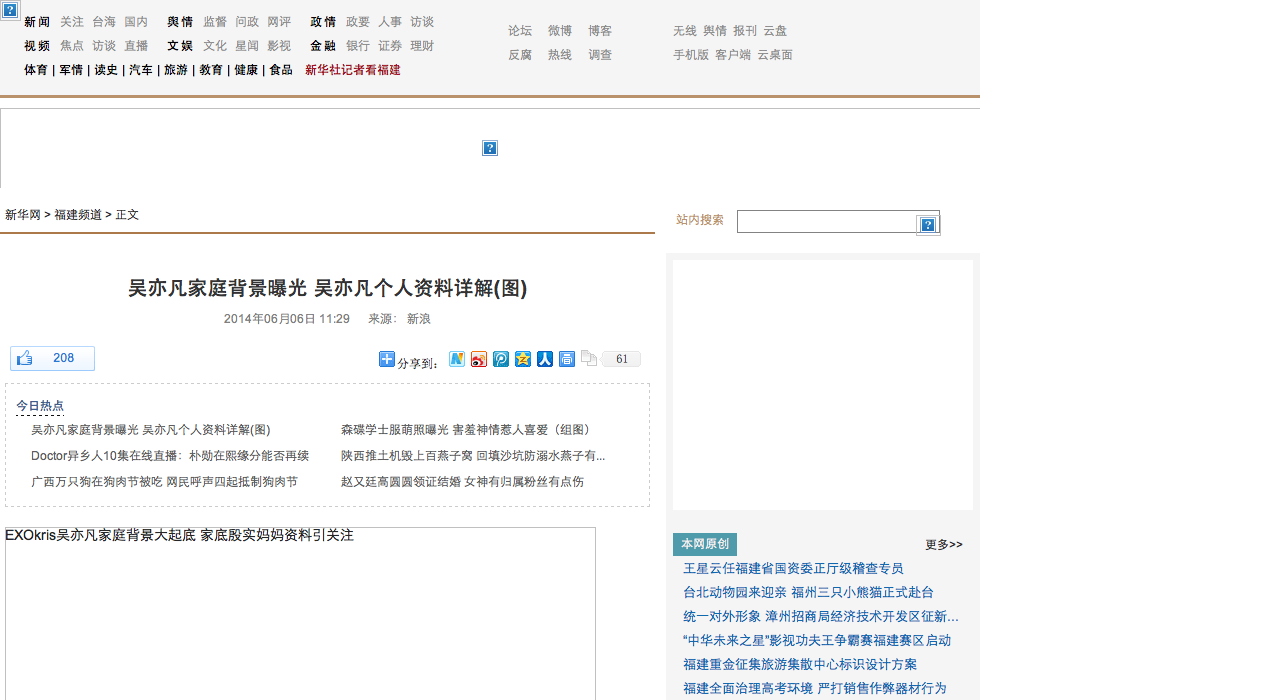 新闻 关注 台海 国内 舆情 监督 问政 网评 政情 政要 人事 访谈
视频 焦点 访谈 直播 文娱 文化 星闻 影视 金融 银行 证券 理财
体育 | 军情 | 读史 | 汽车 | 旅游 | 教育 | 健康 | 食品 新华社记者看福建
论坛 微博 博客
反腐 热线 调查
无线 舆情 报刊 云盘
手机版 客户端 云桌面
新华网 > 福建频道 > 正文
站内搜索
吴亦凡家庭背景曝光 吴亦凡个人资料详解(图)
2014年06月06日 11:29 来源： 新浪
208
分享到：
61
今日热点
吴亦凡家庭背景曝光 吴亦凡个人资料详解(图) 森碟学士服萌照曝光 害羞神情惹人喜爱（组图）
Doctor异乡人10集在线直播：朴勋在熙缘分能否再续 陕西推土机毁上百燕子窝 回填沙坑防溺水燕子有...
广西万只狗在狗肉节被吃 网民呼声四起抵制狗肉节 赵又廷高圆圆领证结婚 女神有归属粉丝有点伤
EXOkris吴亦凡家庭背景大起底 家底殷实妈妈资料引关注
本网原创 更多>>
王星云任福建省国资委正厅级稽查专员
台北动物园来迎亲 福州三只小熊猫正式赴台
统一对外形象 漳州招商局经济技术开发区征新...
“中华未来之星”影视功夫王争霸赛福建赛区启动
福建重金征集旅游集散中心标识设计方案
福建全面治理高考环境 严打销售作弊器材行为